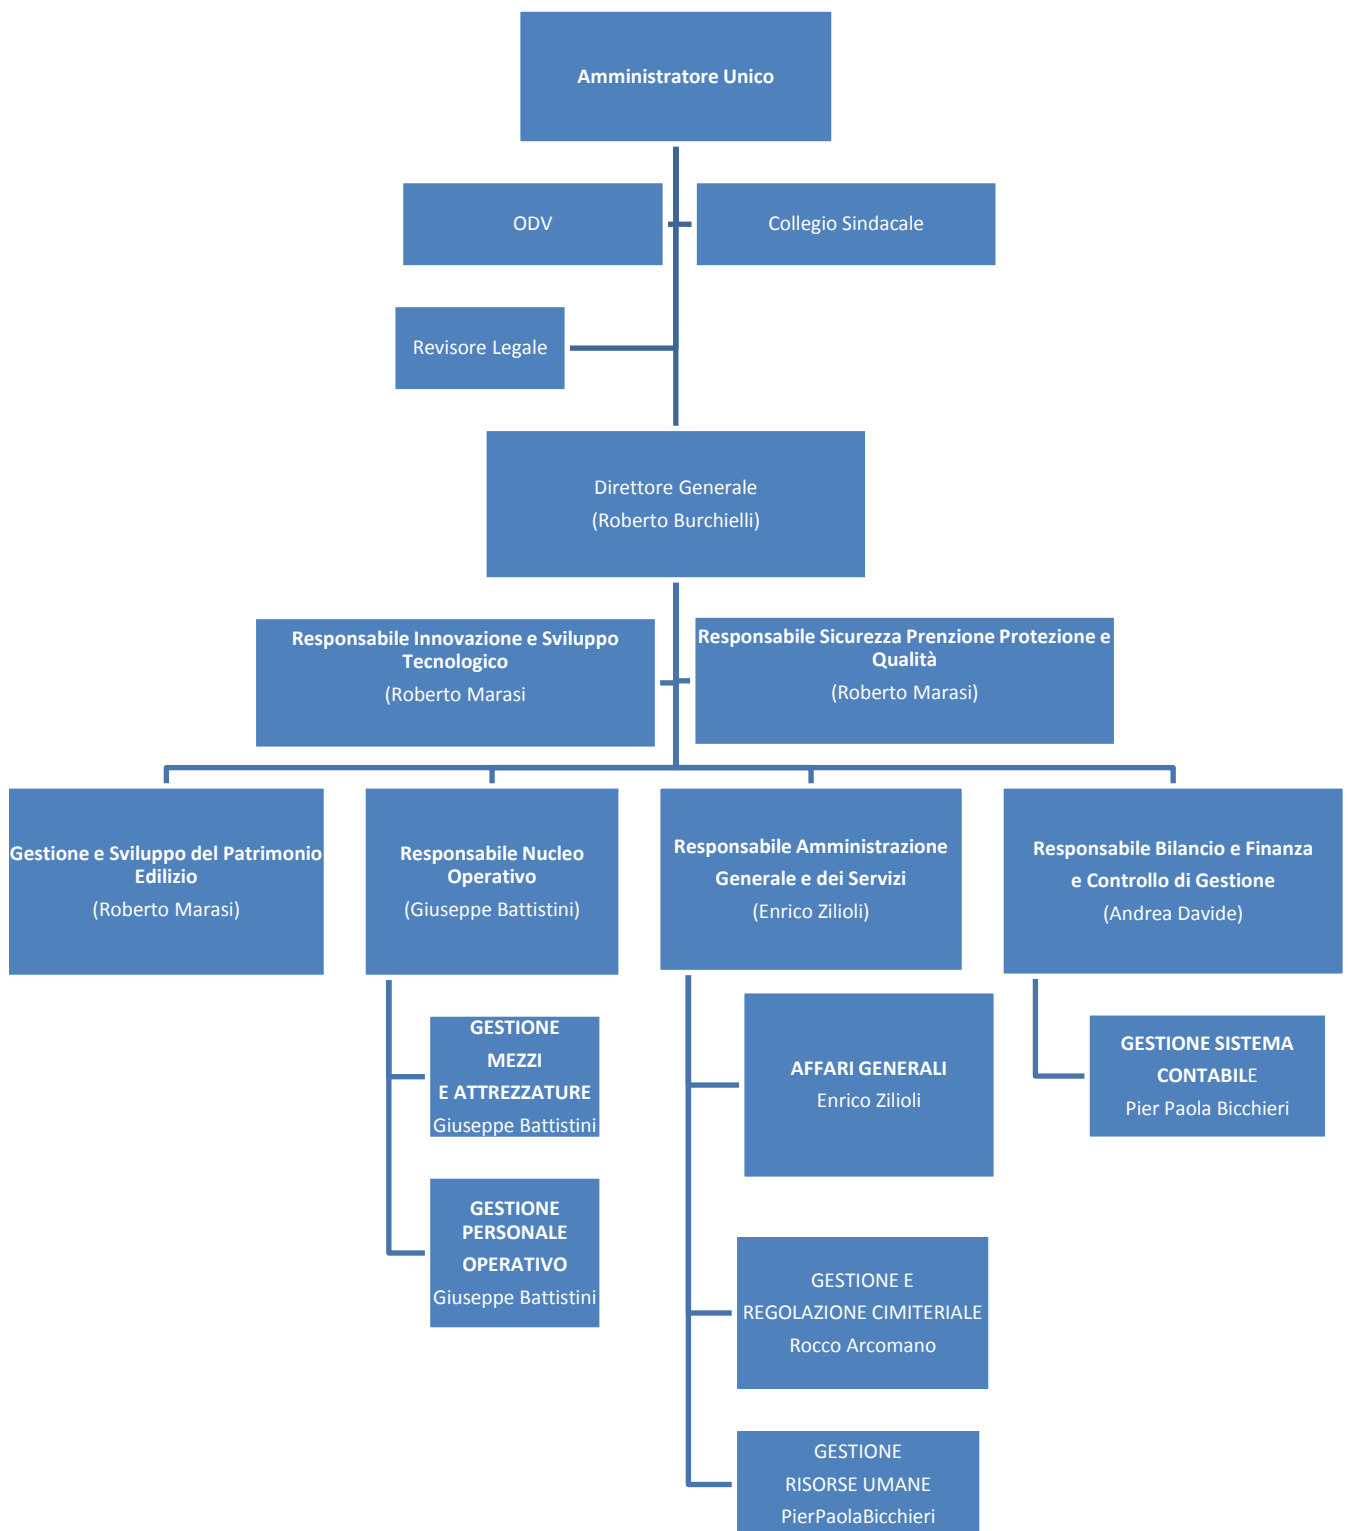 Amministratore Unico
ODV
Collegio Sindacale
Revisore Legale
Direttore Generale
(Roberto Burchielli)
Responsabile Innovazione e Sviluppo
Tecnologico
(Roberto Marasi
Responsabile Sicurezza Prenzione Protezione e
Qualità
(Roberto Marasi)
Gestione e Sviluppo del Patrimonio
Edilizio
(Roberto Marasi)
Responsabile Nucleo
Operativo
(Giuseppe Battistini)
Responsabile Amministrazione
Generale e dei Servizi
(Enrico Zilioli)
Responsabile Bilancio e Finanza
e Controllo di Gestione
(Andrea Davide)
GESTIONE
MEZZI
E ATTREZZATURE
Giuseppe Battistini
GESTIONE
PERSONALE
OPERATIVO
Giuseppe Battistini
AFFARI GENERALI
Enrico Zilioli
GESTIONE E
REGOLAZIONE CIMITERIALE
Rocco Arcomano
GESTIONE
RISORSE UMANE
PierPaolaBicchieri
GESTIONE SISTEMA
CONTABILE
Pier Paola Bicchieri